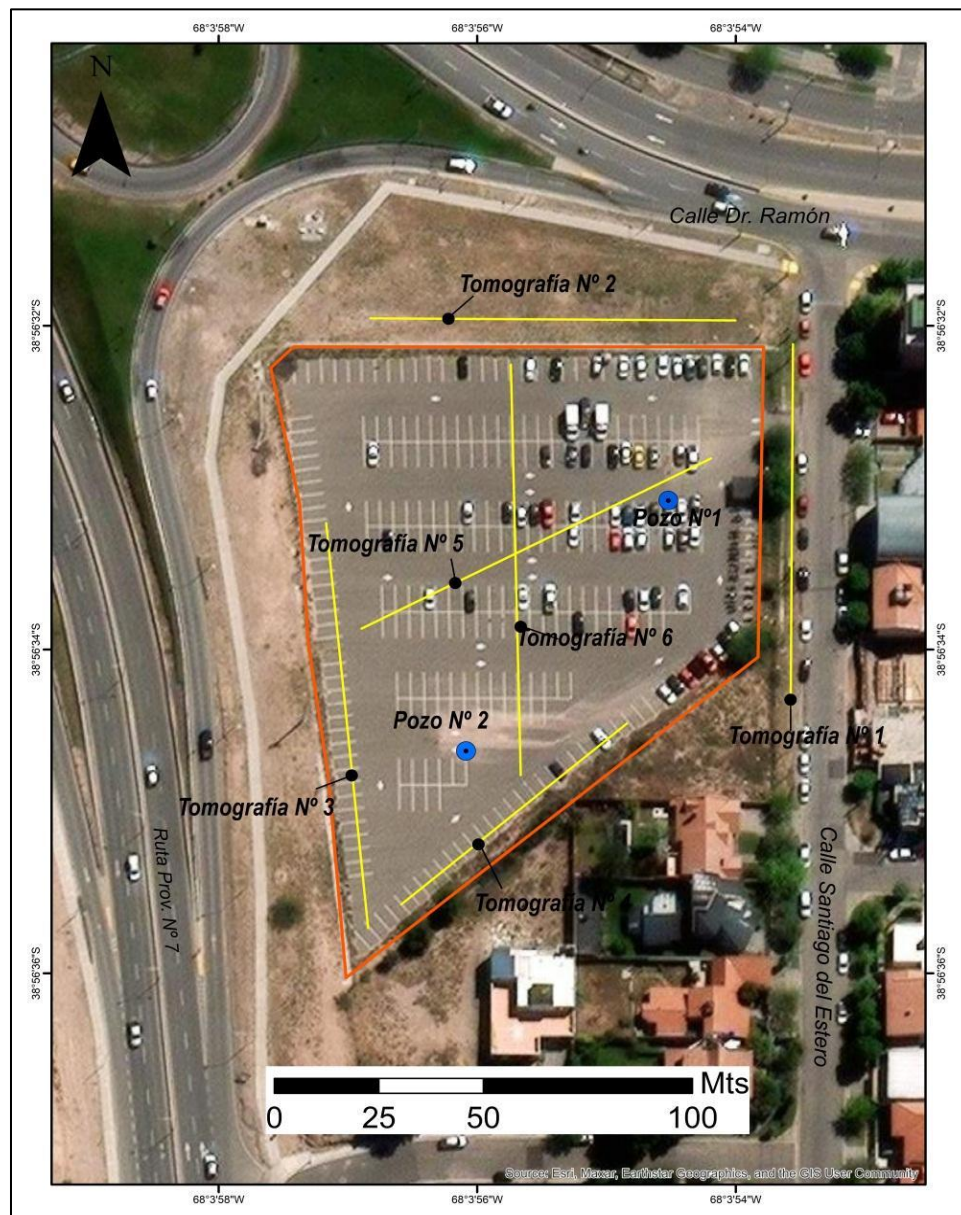 68°3'58"W
68°3'56"W
68°3'54"W
N
Calle Dr. Ramón
Tomografía Nº 2
38°56'32"S
38°56'32"S
Pozo Nº1
Tomografía Nº 5
Tomografía Nº 6
38°56'34"S
38°56'34"S
Pozo Nº 2
Tomografía Nº 1
Tomografía Nº 3
Ruta Prov. Nº 7
Calle Santiago del Estero
Tomografía Nº 4
38°56'36"S
38°56'36"S
Mts
0 25 50 100
Source: Esri, Maxar, Earthstar Geographics, and the GIS User Community
68°3'58"W
68°3'56"W
68°3'54"W